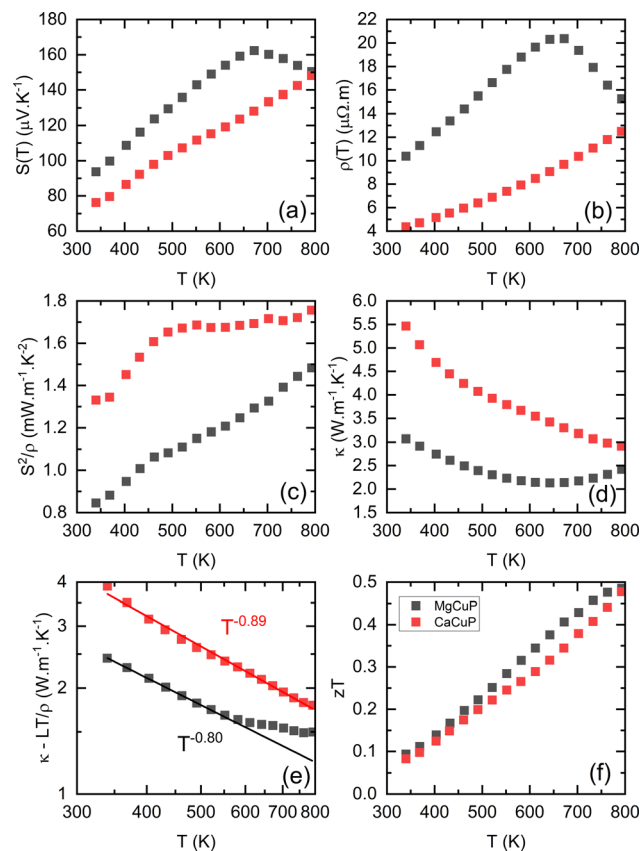 S(T) (μV.K⁻¹)
180
160
140
120
100
80
60
300 400 500 600 700 800
T (K)
(a)
ρ(T) (μΩ.m)
22
20
18
16
14
12
10
8
6
4
300 400 500 600 700 800
T (K)
(b)
S²/ρ (mW.m⁻¹.K⁻²)
1.8
1.6
1.4
1.2
1.0
0.8
300 400 500 600 700 800
T (K)
(c)
κ (W.m⁻¹.K⁻¹)
6.0
5.5
5.0
4.5
4.0
3.5
3.0
2.5
2.0
1.5
300 400 500 600 700 800
T (K)
(d)
κ - LT/ρ (W.m⁻¹.K⁻¹)
4
3
2
1
T⁻⁰·⁸⁹
T⁻⁰·⁸⁰
300 400 500 600 700 800
T (K)
(e)
zT
0.5
0.4
0.3
0.2
0.1
0.0
MgCuP
CaCuP
300 400 500 600 700 800
T (K)
(f)